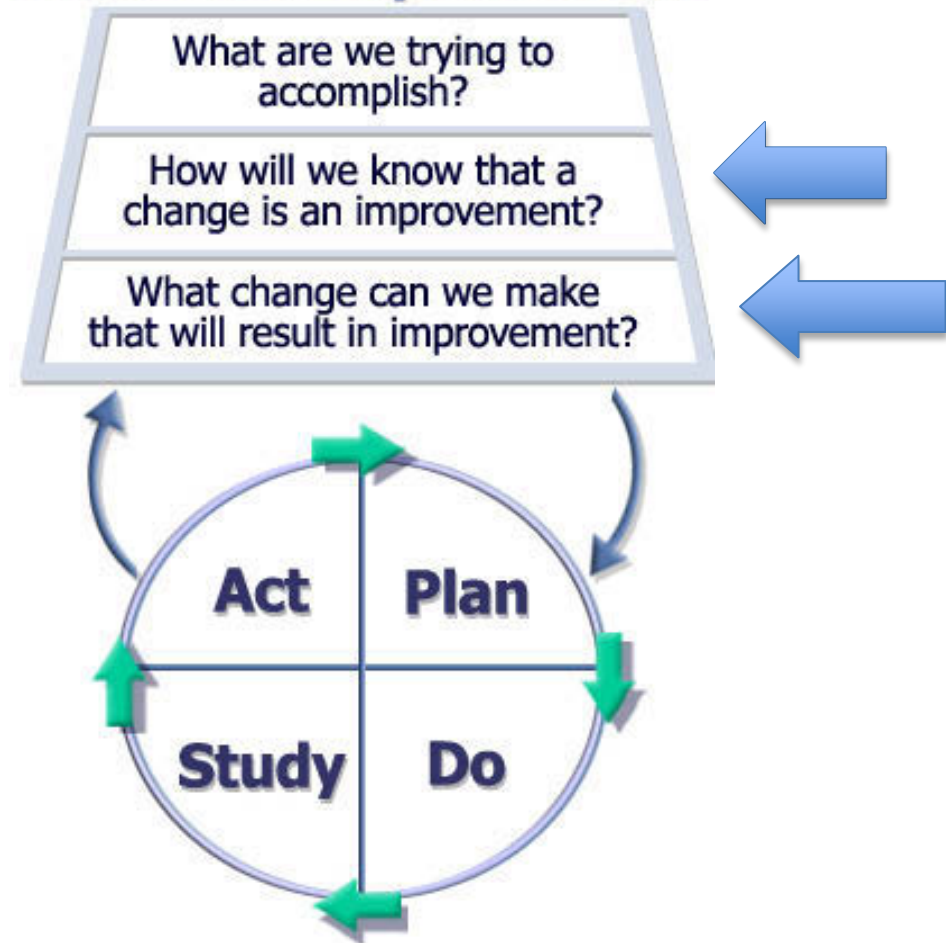 What are we trying to
accomplish?
How will we know that a
change is an improvement?
What change can we make
that will result in improvement?
Act
Plan
Study
Do